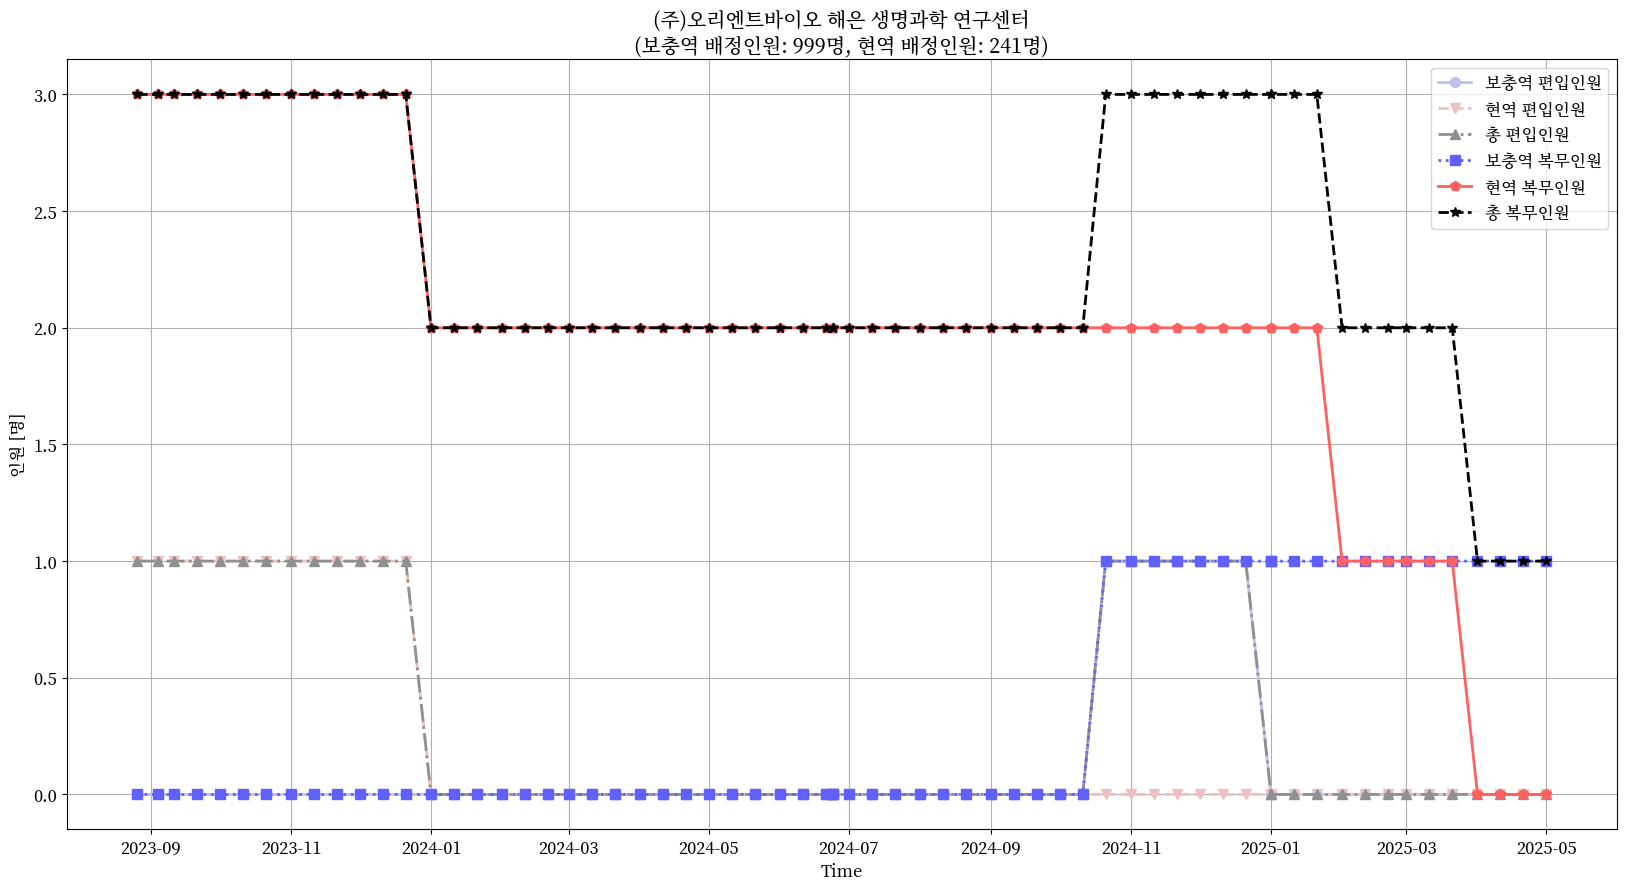 (주)오리엔트바이오 해은 생명과학 연구센터
(보충역 배정인원: 999명, 현역 배정인원: 241명)
보충역 편입인원
현역 편입인원
총 편입인원
보충역 복무인원
현역 복무인원
총 복무인원
인원 [명]
3.0
2.5
2.0
1.5
1.0
0.5
0.0
2023-09 2023-11 2024-01 2024-03 2024-05 2024-07 2024-09 2024-11 2025-01 2025-03 2025-05
Time